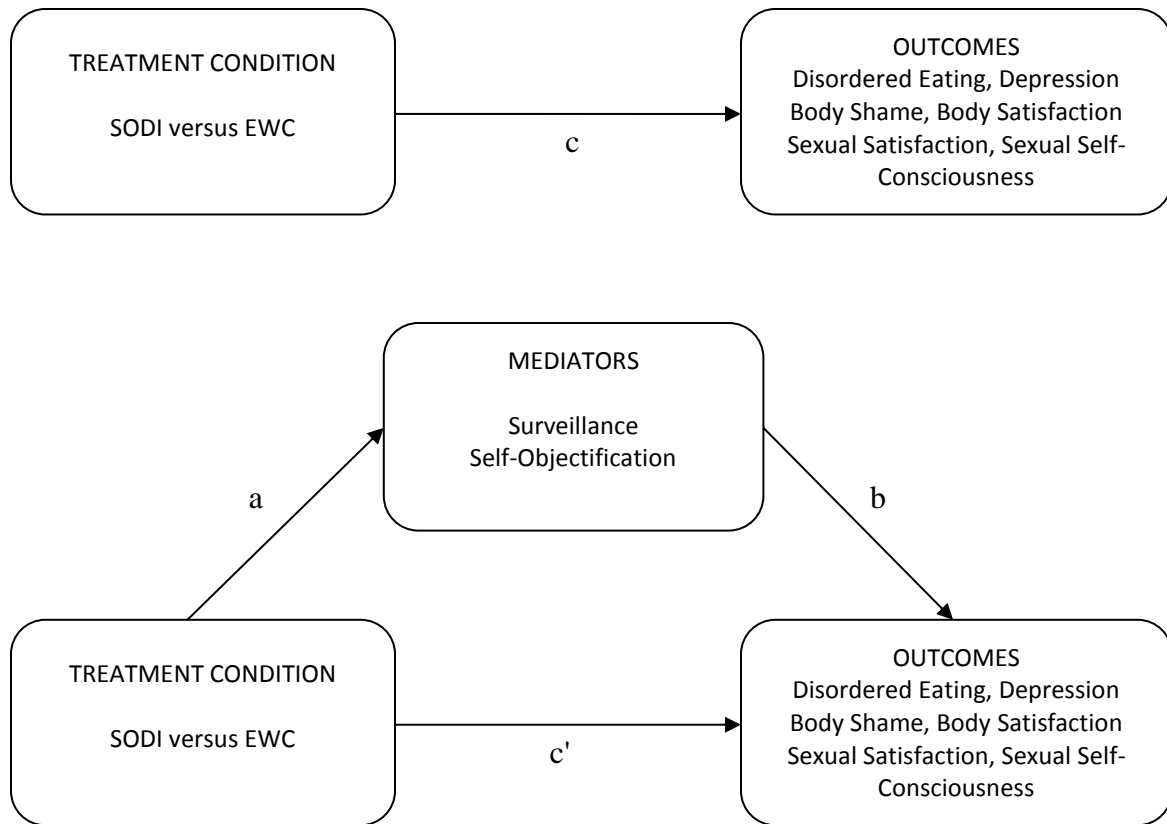 TREATMENT CONDITION
SODI versus EWC
c
OUTCOMES
Disordered Eating, Depression
Body Shame, Body Satisfaction
Sexual Satisfaction, Sexual Self-
Consciousness
MEDIATORS
Surveillance
Self-Objectification
a
b
TREATMENT CONDITION
SODI versus EWC
c'
OUTCOMES
Disordered Eating, Depression
Body Shame, Body Satisfaction
Sexual Satisfaction, Sexual Self-
Consciousness